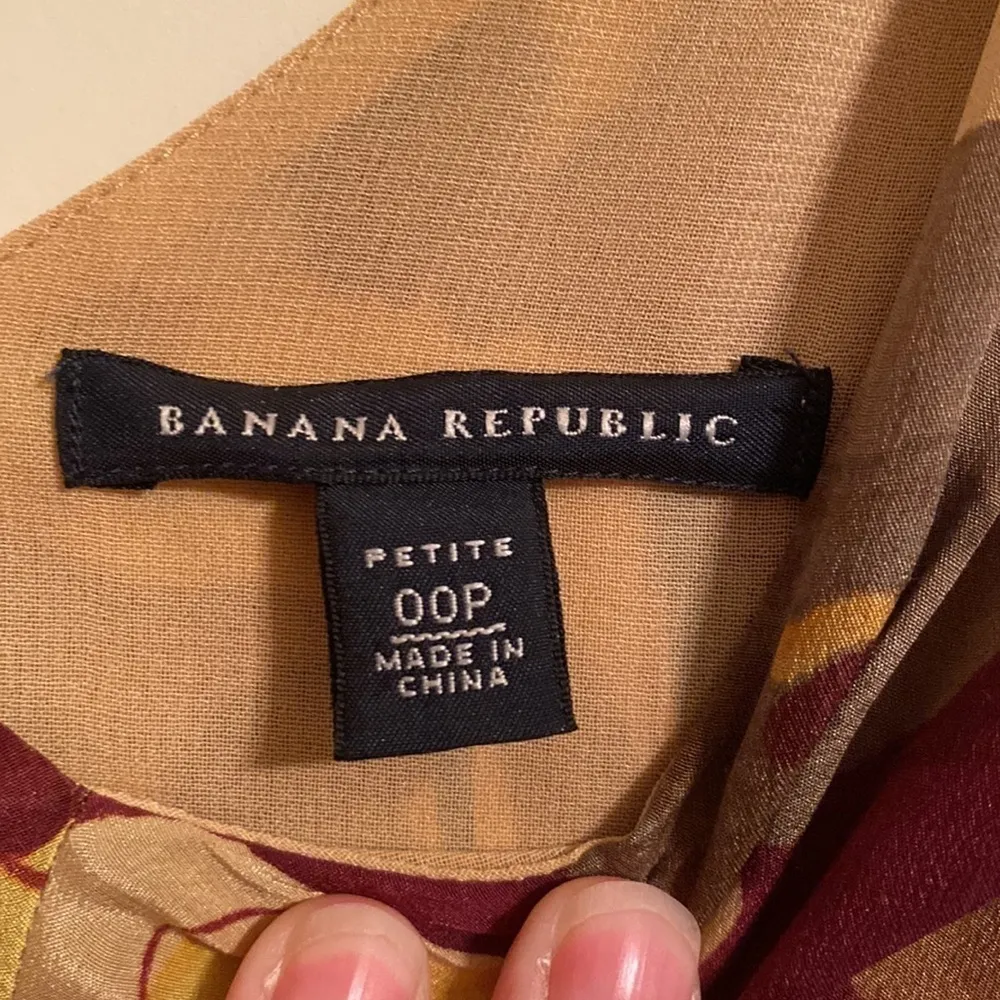 BANANA REPUBLIC
PETITE
00P
MADE IN
CHINA